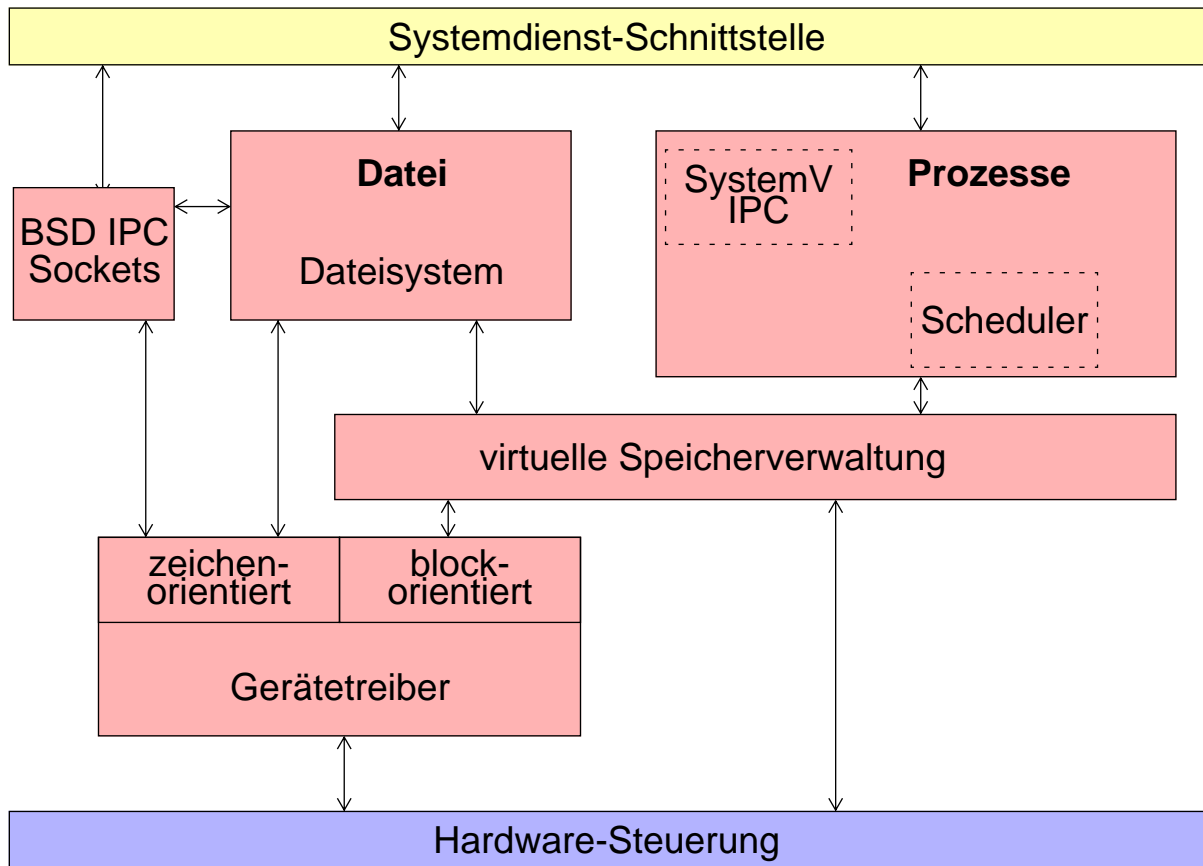 Systemdienst-Schnittstelle
Datei
SystemV
IPC
Prozesse
BSD IPC
Sockets
Dateisystem
Scheduler
virtuelle Speicherverwaltung
zeichen-
orientiert
block-
orientiert
Gerätetreiber
Hardware-Steuerung